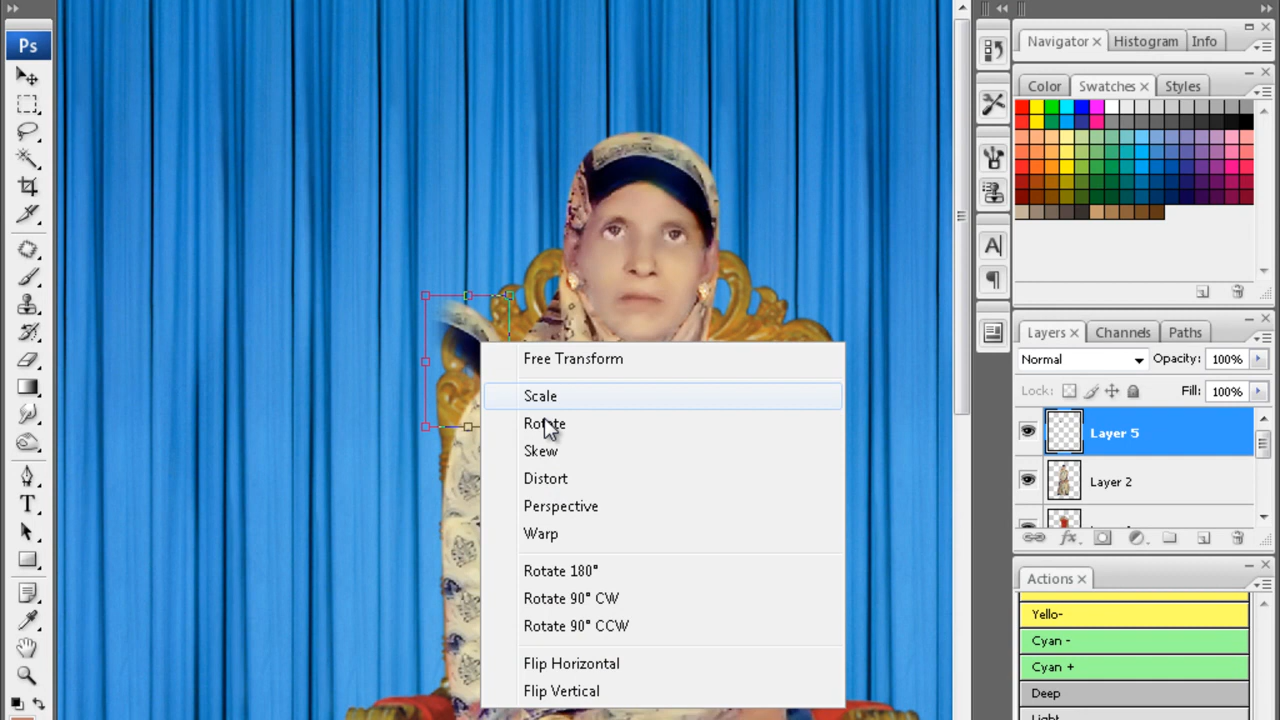 Ps
Navigator
Histogram
Info
Color
Swatches
Styles
A
Layers
Channels
Paths
Normal
Opacity: 100%
Lock:
Fill: 100%
Layer 5
Layer 2
fx
T
Actions
Yello-
Cyan -
Cyan +
Deep
Light
Free Transform
Scale
Rotate
Skew
Distort
Perspective
Warp
Rotate 180°
Rotate 90° CW
Rotate 90° CCW
Flip Horizontal
Flip Vertical